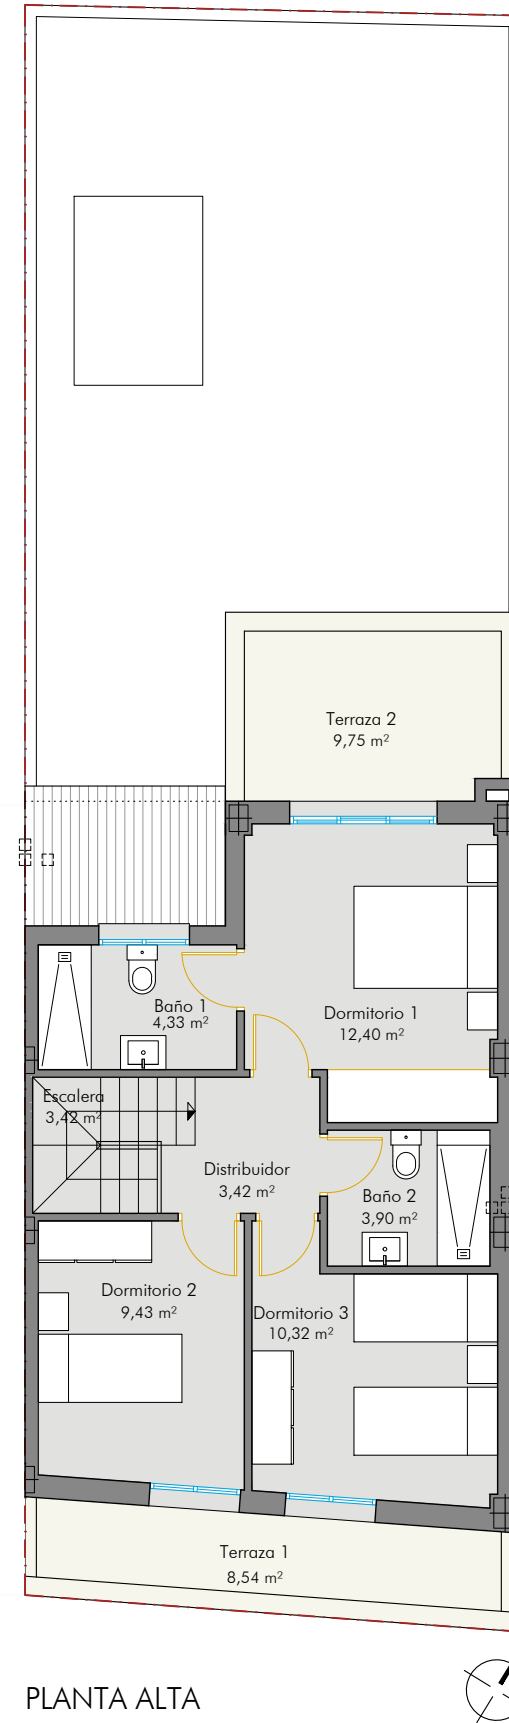 Terraza 2
9,75 m²
Baño 1
4,33 m²
Dormitorio 1
12,40 m²
Escalera
3,42 m²
Distribuidor
3,42 m²
Baño 2
3,90 m²
Dormitorio 2
9,43 m²
Dormitorio 3
10,32 m²
Terraza 1
8,54 m²
PLANTA ALTA